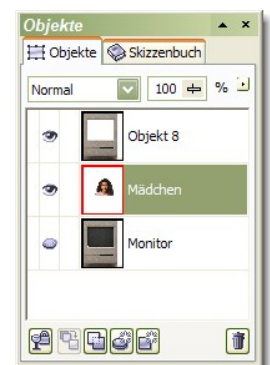 Objekte
Objekte Skizzenbuch
Normal 100 %
Objekt 8
Mädchen
Monitor